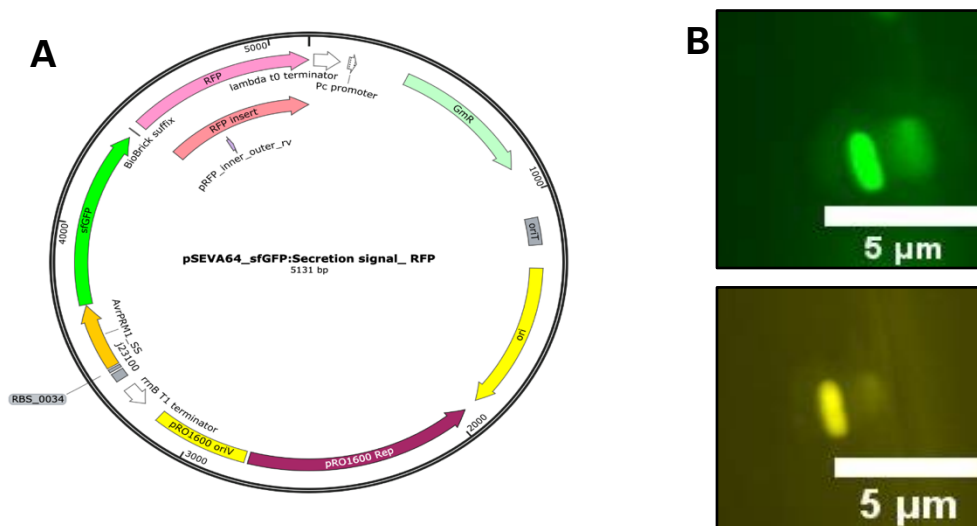 A
B
5000
RFP
lambda t0 terminator
Pc promoter
BioBrick suffix
RFP insert
pRFP_inner_outer_rv
GmR
1000
sfGFP
4000
oriT
pSEVA64_sfGFP:Secretion signal_ RFP
5131 bp
ori
AvrPRM1_SS
J23100
RBS_0034
rrnB T1 terminator
pRO1600 oriV
3000
pRO1600 Rep
2000
5 µm
5 µm